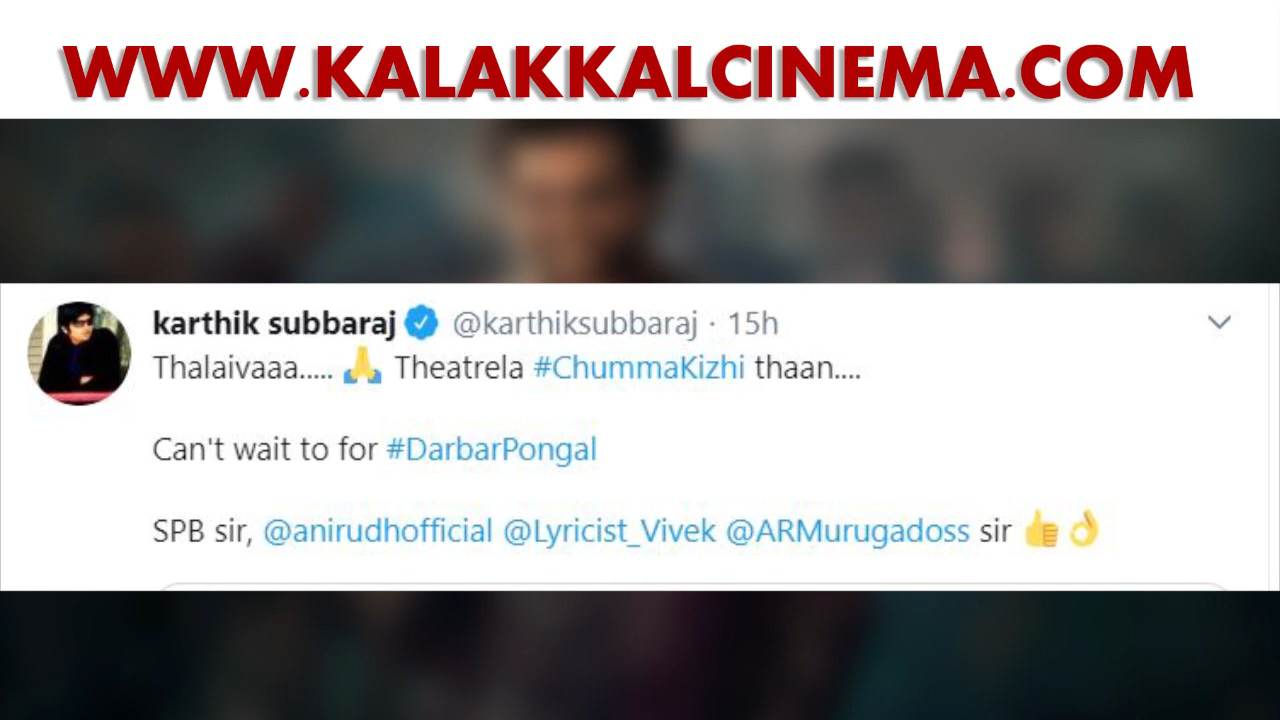 WWW.KALAKKALCINEMA.COM
karthik subbaraj @karthiksubbaraj · 15h
Thalaivaaa..... 🙏 Theatrela #ChummaKizhi thaan....
Can't wait to for #DarbarPongal
SPB sir, @anirudhofficial @Lyricist_Vivek @ARMurugadoss sir 👍👌